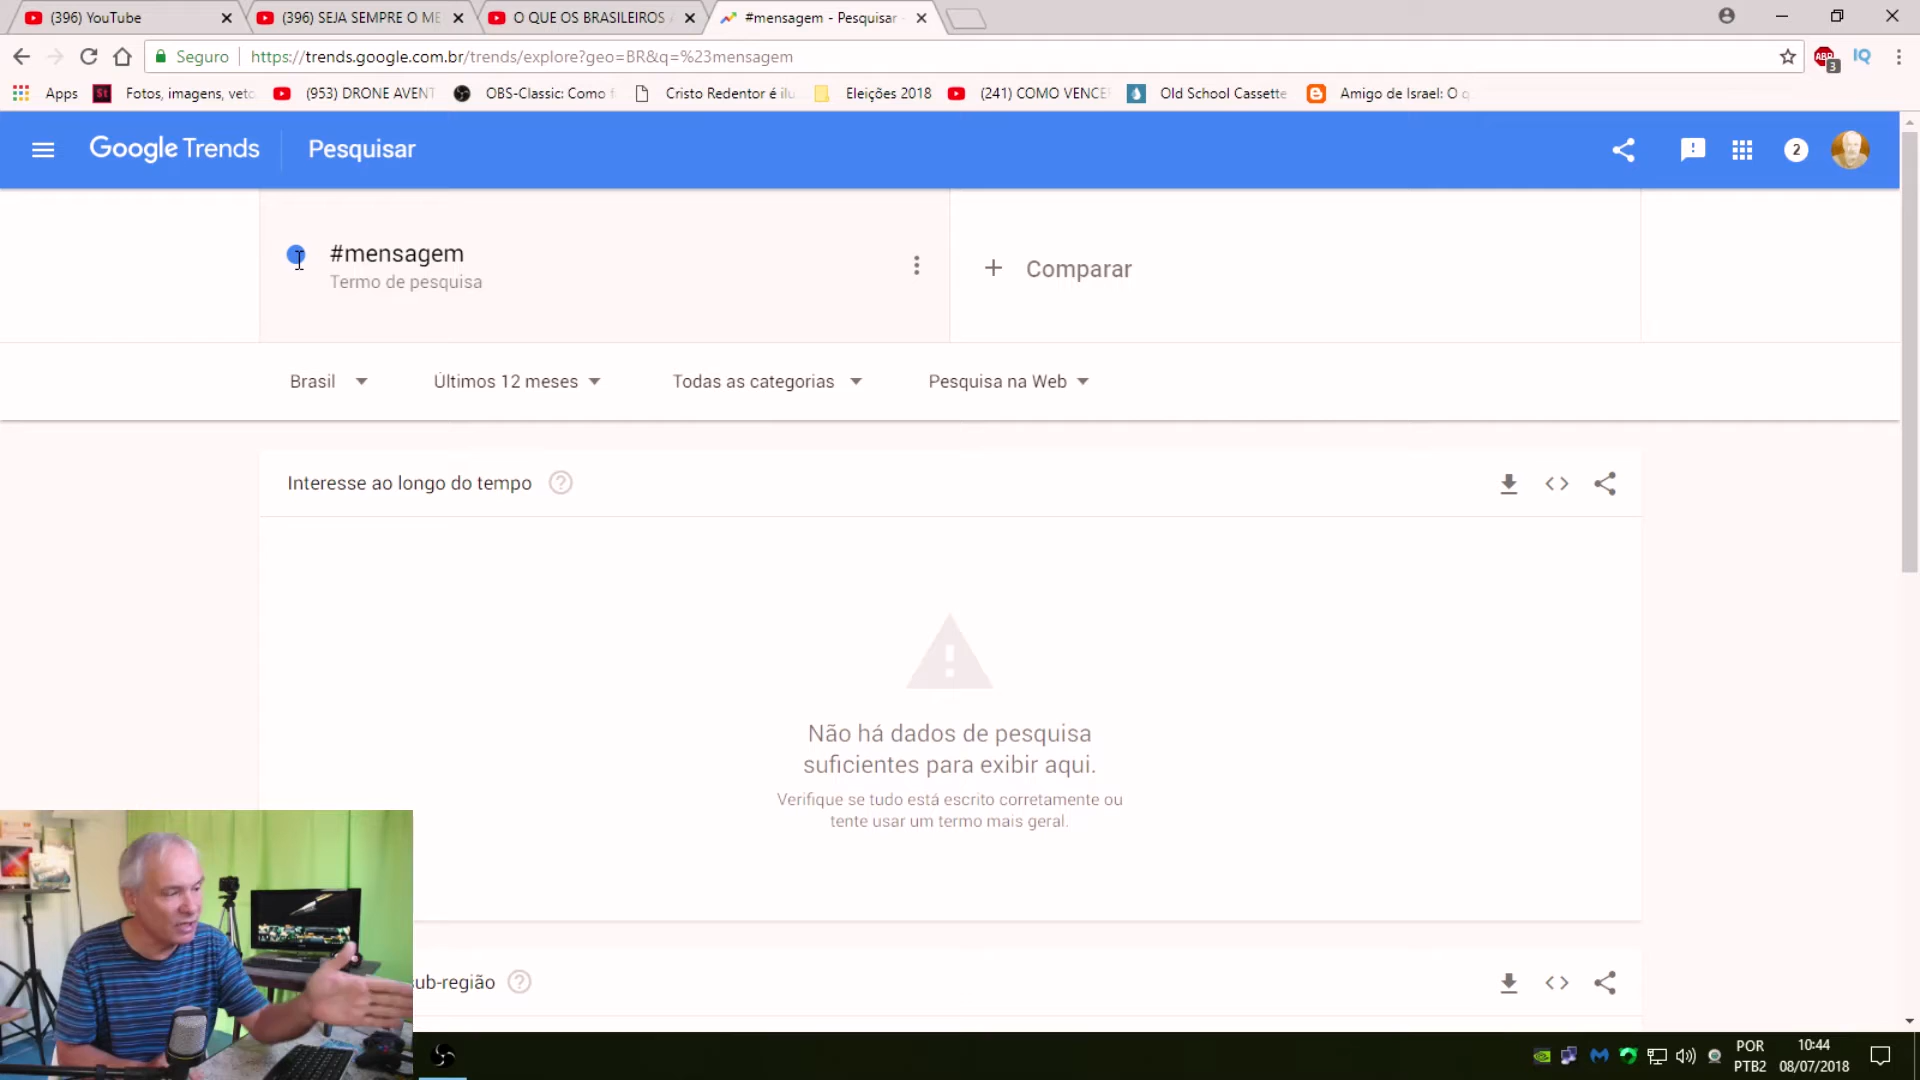 (396) YouTube
(396) SEJA SEMPRE O ME
O QUE OS BRASILEIROS
#mensagem - Pesquisar
Seguro
https://trends.google.com.br/trends/explore?geo=BR&q=%23mensagem
ABP
3
IQ
Apps
St
Fotos, imagens, veto
(953) DRONE AVENT
OBS-Classic: Como
Cristo Redentor é ilu
Eleições 2018
(241) COMO VENCE
Old School Cassette
Amigo de Israel: O q
Google Trends
Pesquisar
2
#mensagem
Termo de pesquisa
+ Comparar
Brasil
Últimos 12 meses
Todas as categorias
Pesquisa na Web
Interesse ao longo do tempo
?
Não há dados de pesquisa
suficientes para exibir aqui.
Verifique se tudo está escrito corretamente ou
tente usar um termo mais geral.
ub-região
?
POR
PTB2
10:44
08/07/2018